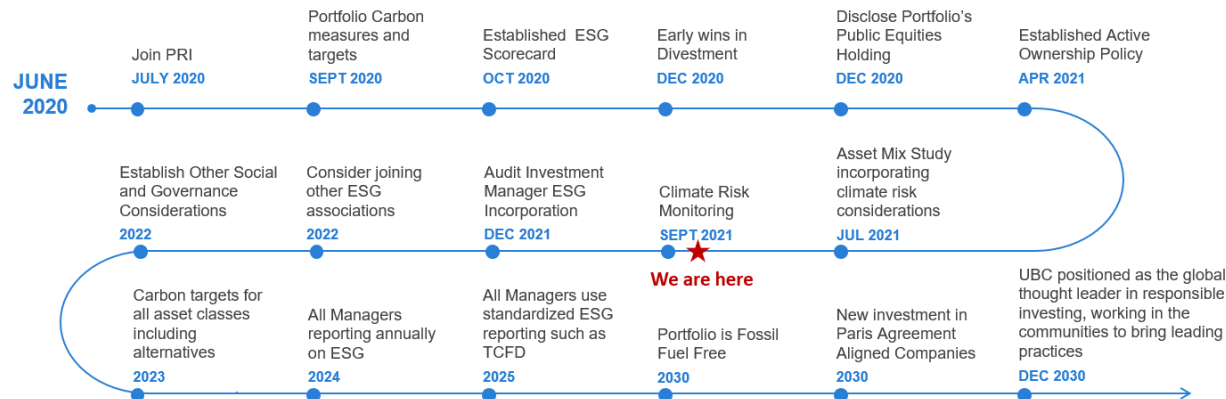 JUNE
2020
Join PRI
JULY 2020
Portfolio Carbon
measures and
targets
SEPT 2020
Established ESG
Scorecard
OCT 2020
Early wins in
Divestment
DEC 2020
Disclose Portfolio's
Public Equities
Holding
DEC 2020
Established Active
Ownership Policy
APR 2021
Establish Other Social
and Governance
Considerations
2022
Consider joining
other ESG
associations
2022
Audit Investment
Manager ESG
Incorporation
DEC 2021
Climate Risk
Monitoring
SEPT 2021
We are here
Asset Mix Study
incorporating
climate risk
considerations
JUL 2021
Carbon targets for
all asset classes
including
alternatives
2023
All Managers
reporting annually
on ESG
2024
All Managers use
standardized ESG
reporting such as
TCFD
2025
Portfolio is Fossil
Fuel Free
2030
New investment in
Paris Agreement
Aligned Companies
2030
UBC positioned as the global
thought leader in responsible
investing, working in the
communities to bring leading
practices
DEC 2030